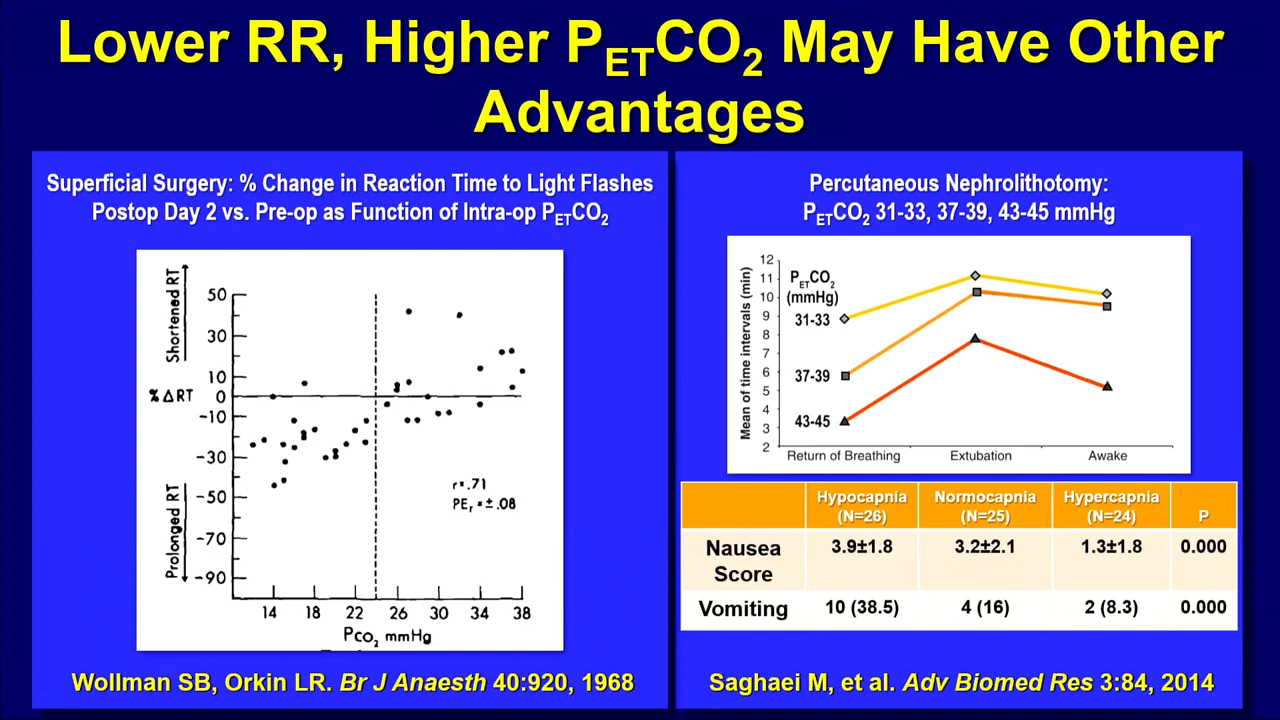 Lower RR, Higher PETCO2 May Have Other
Advantages
Superficial Surgery: % Change in Reaction Time to Light Flashes
Postop Day 2 vs. Pre-op as Function of Intra-op PETCO2
Shortened RT
50
30
10
% ΔRT 0
-10
-30
-50
-70
-90
Prolonged RT
r=.71
PEr = ±.08
14 18 22 26 30 34 38
Pco2 mmHg
Wollman SB, Orkin LR. Br J Anaesth 40:920, 1968
Percutaneous Nephrolithotomy:
PETCO2 31-33, 37-39, 43-45 mmHg
Mean of time intervals (min)
12
11
10
9
8
7
6
5
4
3
2
PETCO2
(mmHg)
31-33
37-39
43-45
Return of Breathing Extubation Awake
Hypocapnia Normocapnia Hypercapnia
(N=26) (N=25) (N=24) P
Nausea 3.9±1.8 3.2±2.1 1.3±1.8 0.000
Score
Vomiting 10 (38.5) 4 (16) 2 (8.3) 0.000
Saghaei M, et al. Adv Biomed Res 3:84, 2014